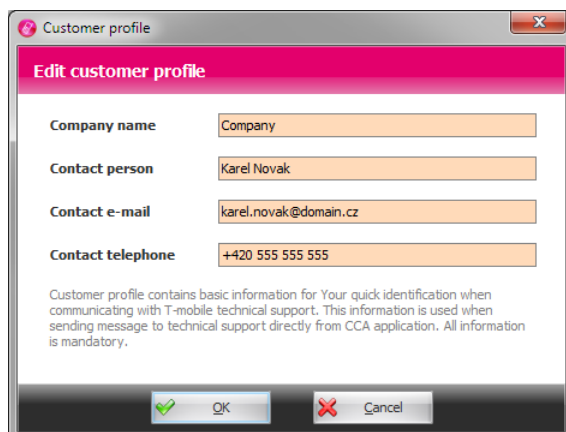 Customer profile
Edit customer profile
Company name Company
Contact person Karel Novak
Contact e-mail karel.novak@domain.cz
Contact telephone +420 555 555 555
Customer profile contains basic information for Your quick identification when
communicating with T-mobile technical support. This information is used when
sending message to technical support directly from CCA application. All information
is mandatory.
OK Cancel